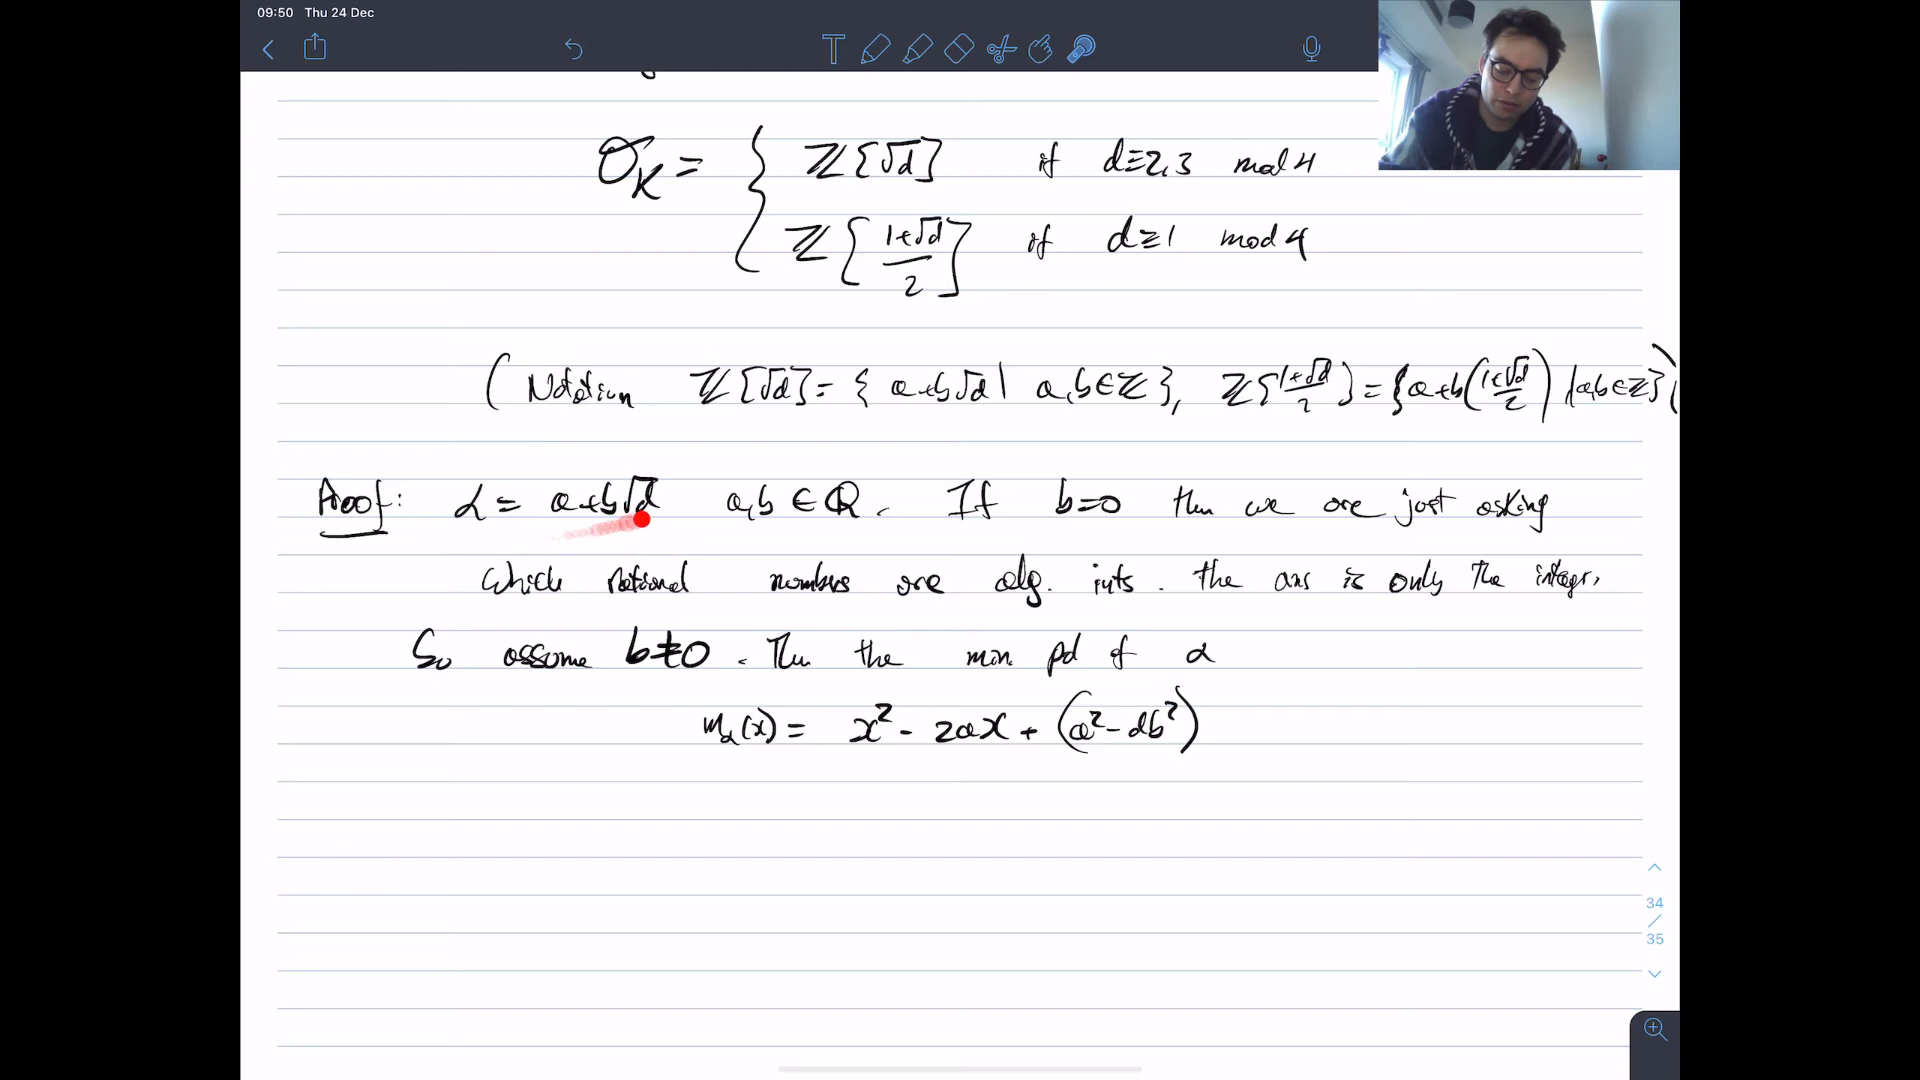 09:50 Thu 24 Dec
O_K = { Z[√d] if d≡2,3 mod 4
Z[(1+√d)/2] if d≡1 mod 4
(Notation Z[√d] = {a+b√d | a,b∈Z}, Z[(1+√d)/2] = {a+b((1+√d)/2) | a,b∈Z})
Proof: α = a+b√d a,b ∈ Q. If b=0 then we are just asking
which rational numbers are alg. ints. the ans is only the integers.
So assume b≠0. Then the min. pol of α
m_α(x) = x² - 2ax + (a²-db²)
34
/
35